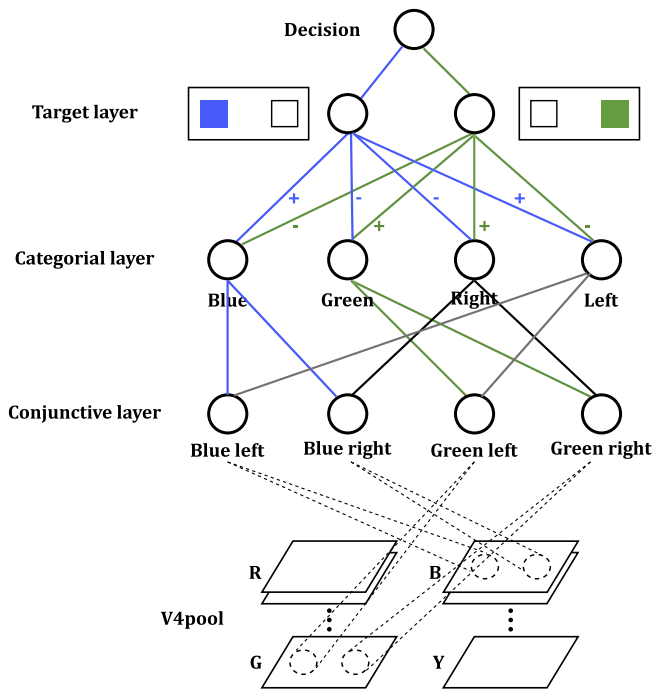 Decision
Target layer
+ - - +
- + + -
Categorial layer
Blue Green Right Left
Conjunctive layer
Blue left Blue right Green left Green right
R B
V4pool
G Y